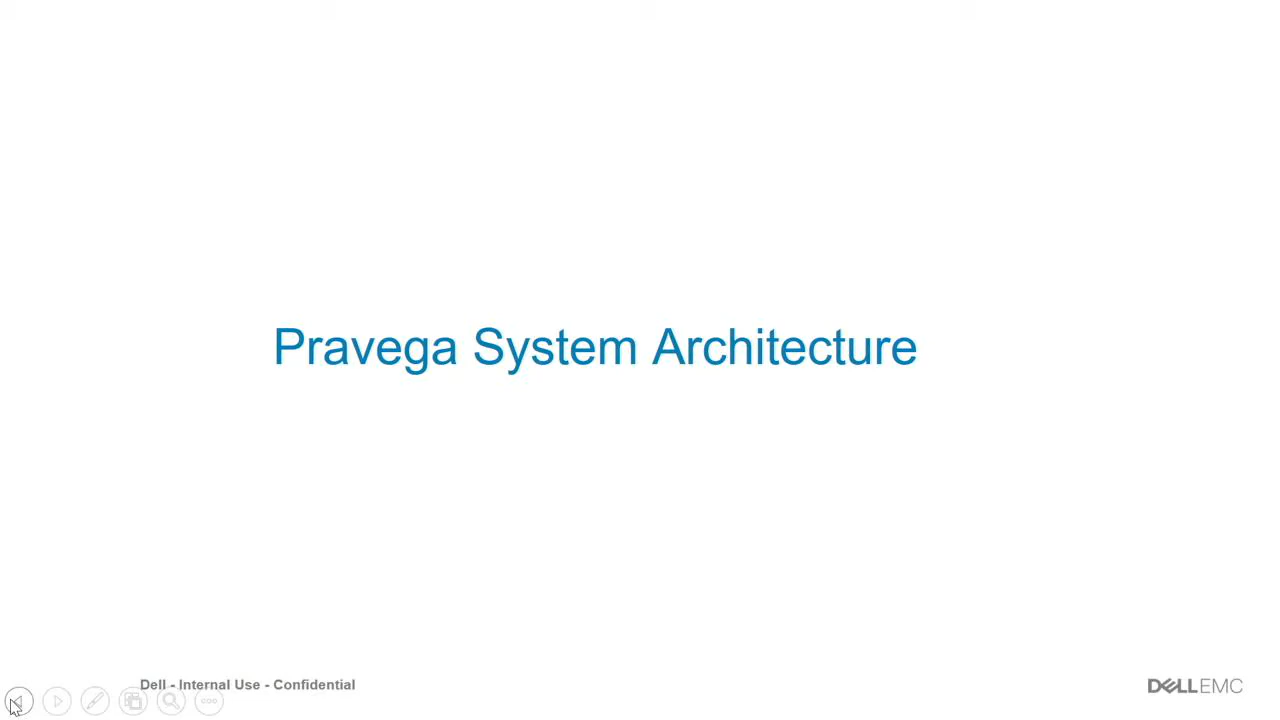 Pravega System Architecture
Dell - Internal Use - Confidential
DELLEMC